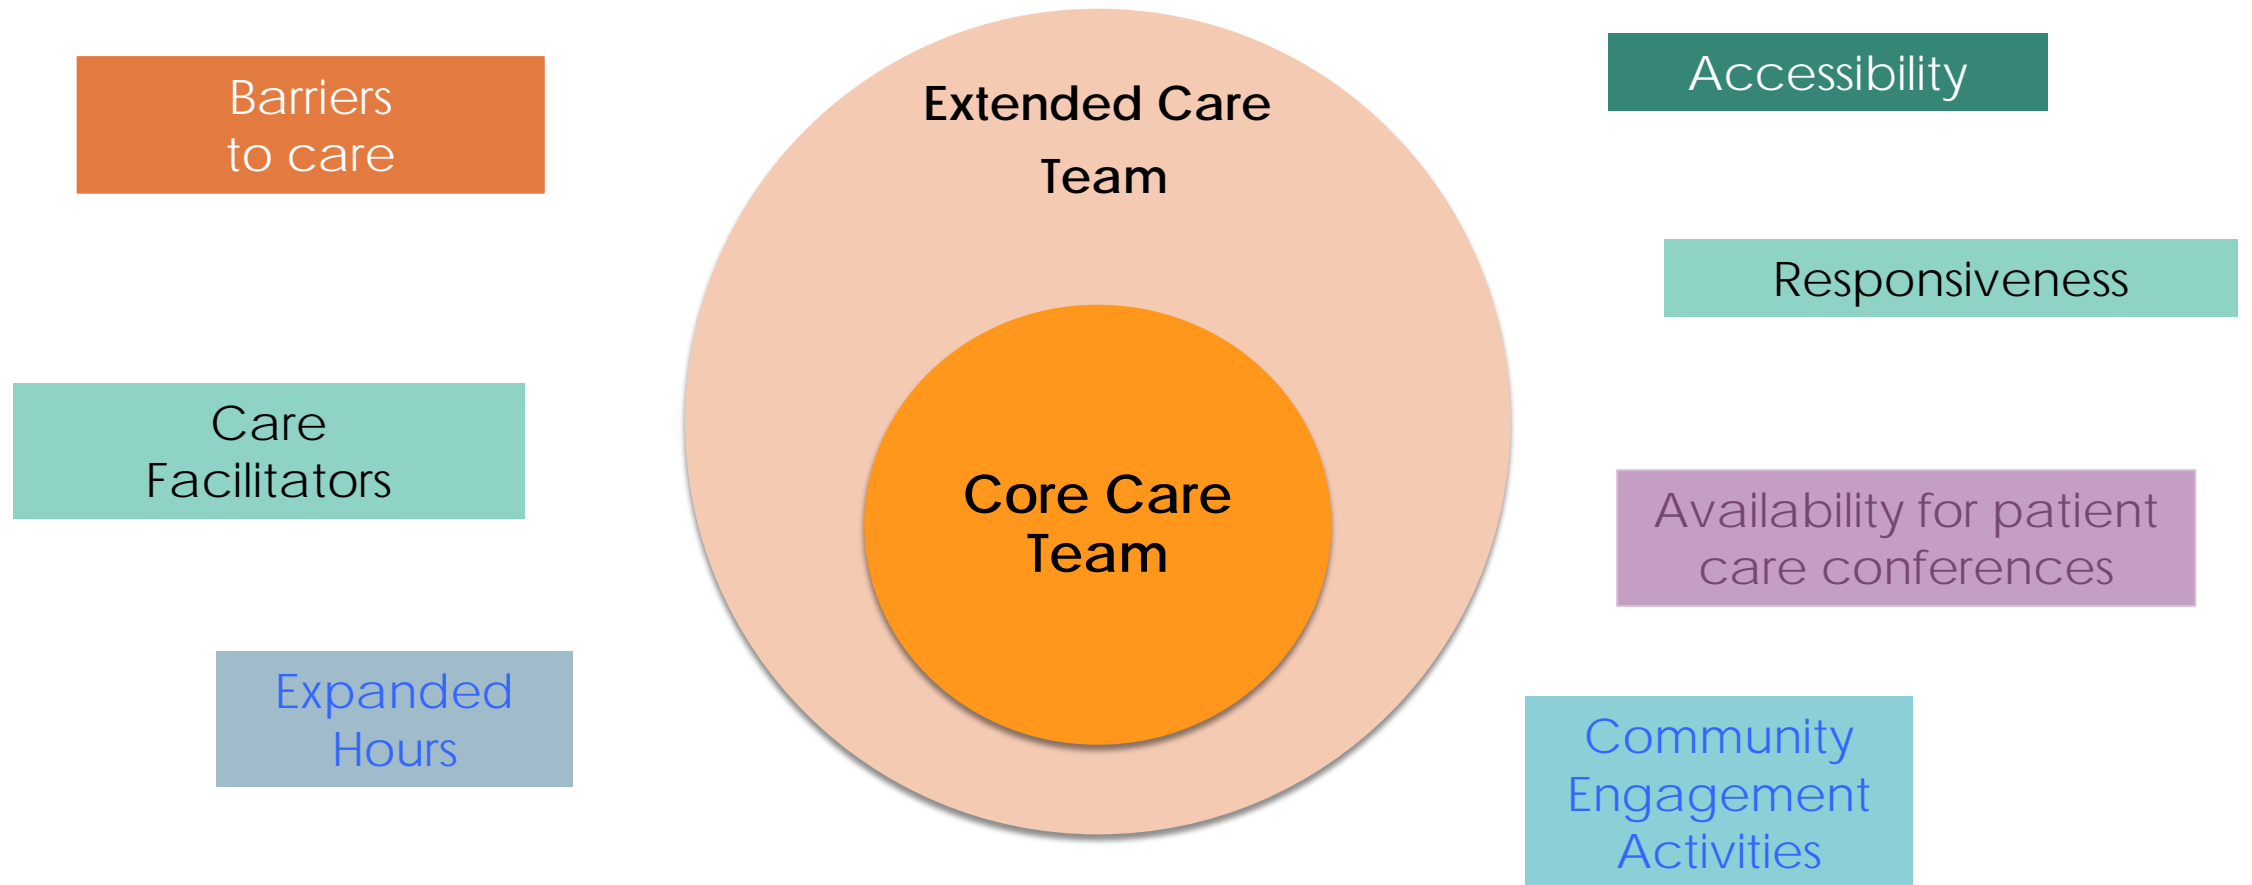 Barriers
to care
Care
Facilitators
Expanded
Hours
Extended Care
Team
Core Care
Team
Accessibility
Responsiveness
Availability for patient
care conferences
Community
Engagement
Activities